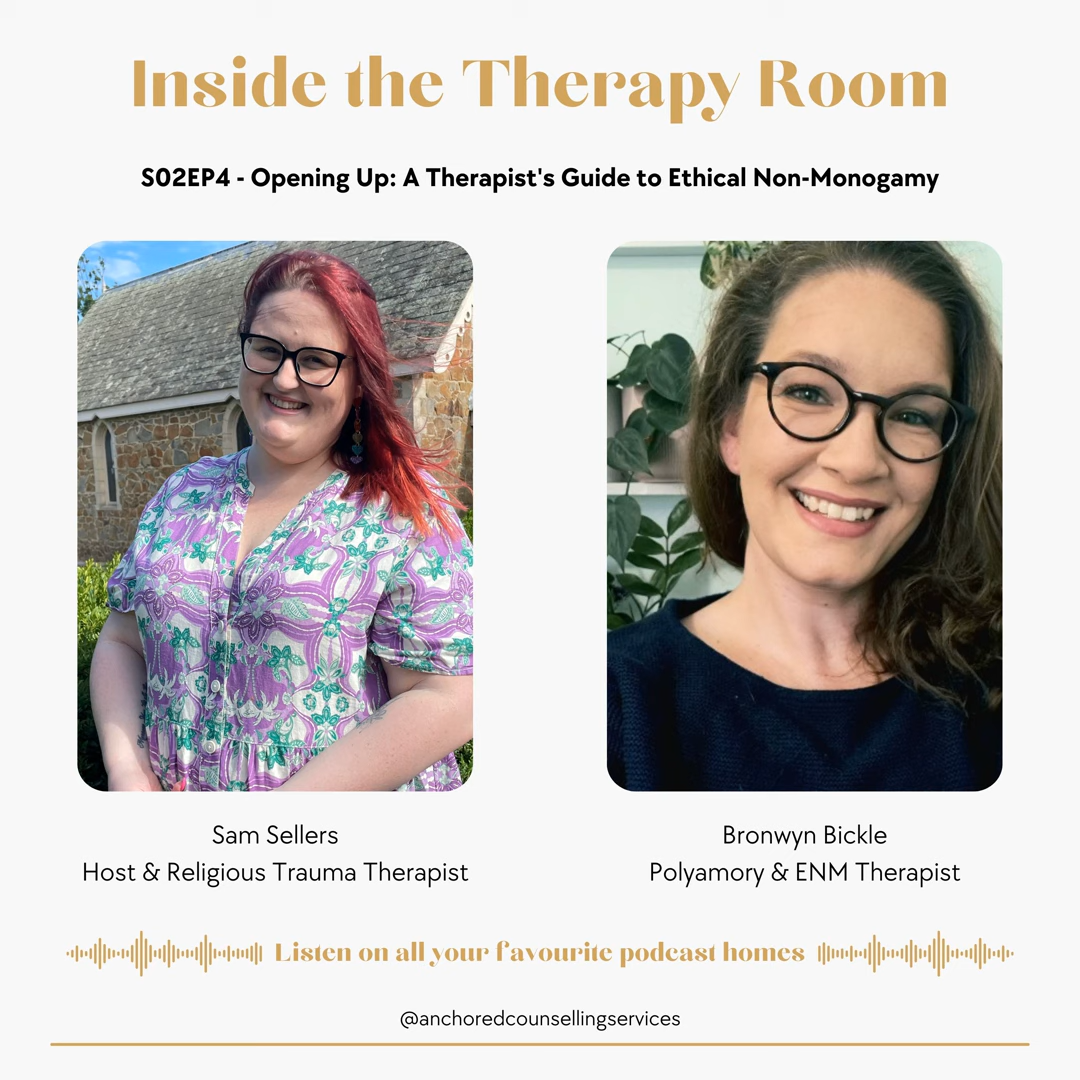 Inside the Therapy Room
S02EP4 - Opening Up: A Therapist's Guide to Ethical Non-Monogamy
Sam Sellers
Host & Religious Trauma Therapist
Bronwyn Bickle
Polyamory & ENM Therapist
Listen on all your favourite podcast homes
@anchoredcounsellingservices